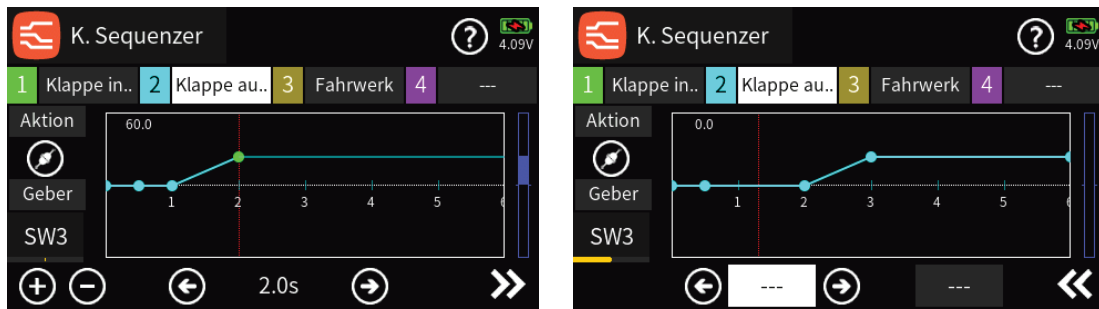 K. Sequenzer
?
4.09V
1 Klappe in.. 2 Klappe au.. 3 Fahrwerk 4 ---
Aktion
60.0
Geber
1 2 3 4 5 6
SW3
2.0s
K. Sequenzer
?
4.09V
1 Klappe in.. 2 Klappe au.. 3 Fahrwerk 4 ---
Aktion
0.0
Geber
1 2 3 4 5 6
SW3
--- ---